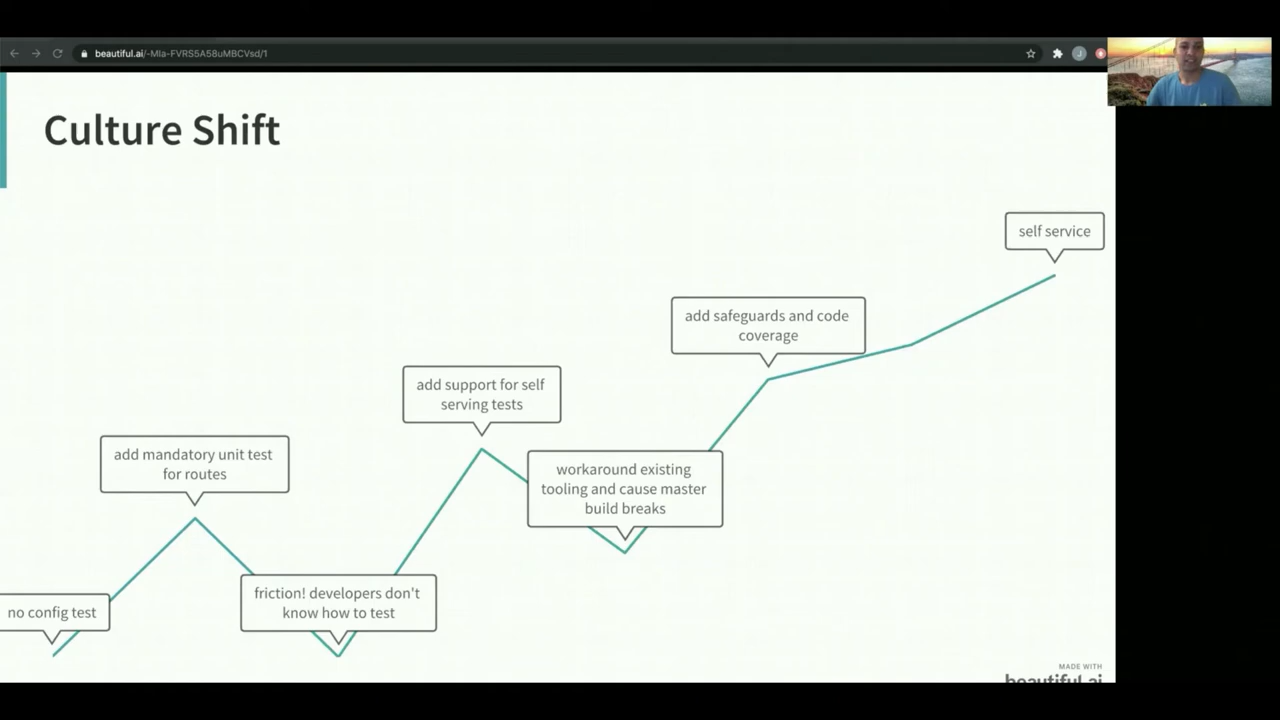 beautiful.ai/-MIa-FVRS5A58uMBCVsd/1
J
Culture Shift
self service
add safeguards and code
coverage
add support for self
serving tests
add mandatory unit test
for routes
workaround existing
tooling and cause master
build breaks
friction! developers don't
know how to test
no config test
MADE WITH
beautiful.ai